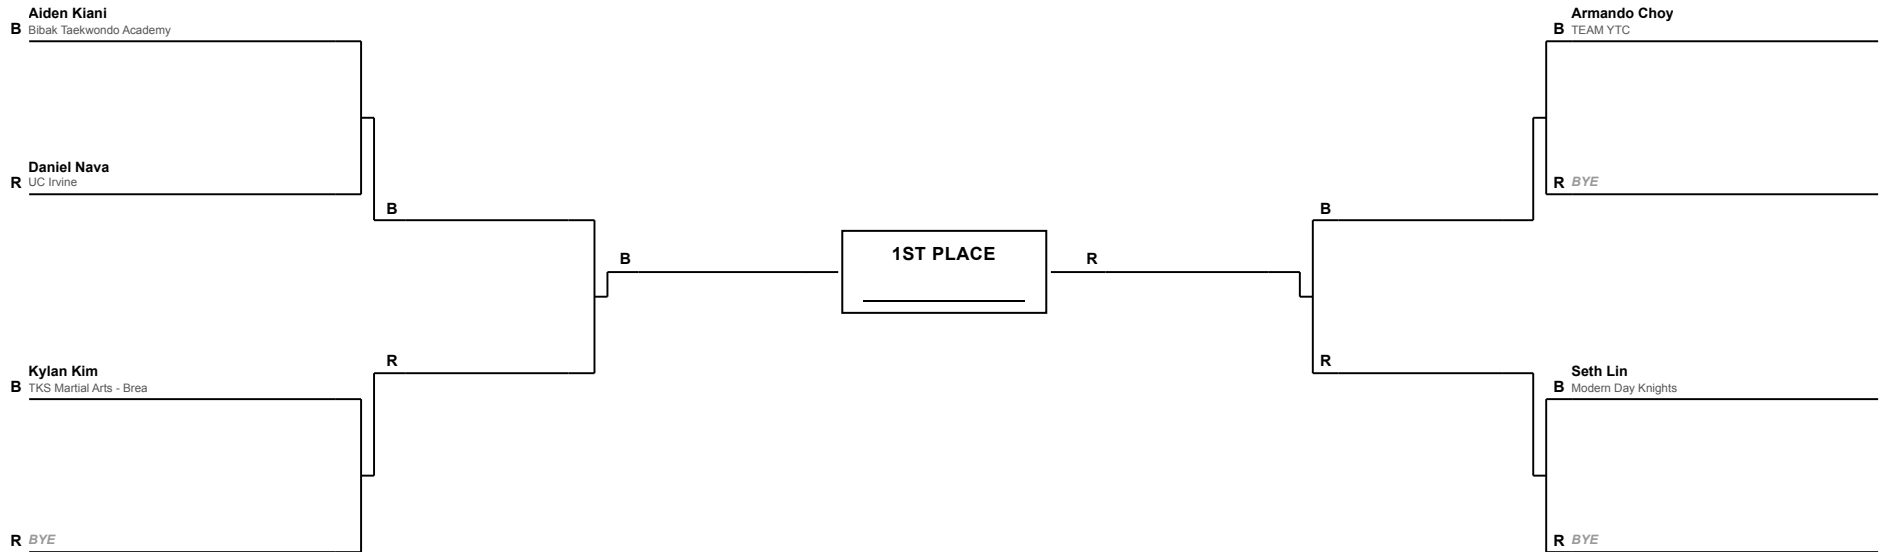 Aiden Kiani
B Bibak Taekwondo Academy
Daniel Nava
R UC Irvine
B
Kylan Kim
B TKS Martial Arts - Brea
R BYE
R
B
1ST PLACE
R
Armando Choy
B TEAM YTC
R BYE
B
R
Seth Lin
B Modern Day Knights
R BYE